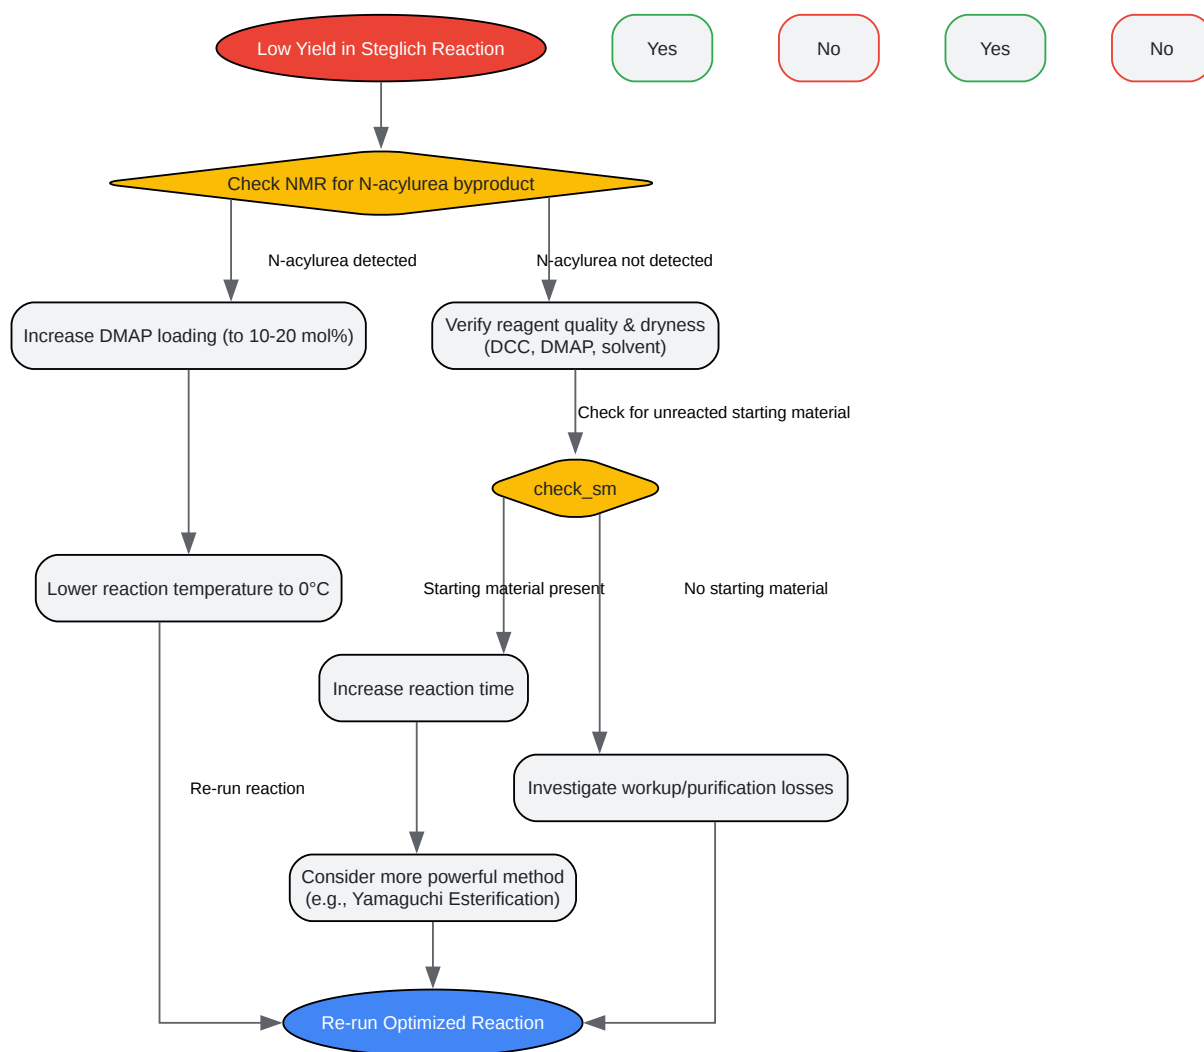 Low Yield in Steglich Reaction
Yes
No
Yes
No
Check NMR for N-acylurea byproduct
N-acylurea detected
N-acylurea not detected
Increase DMAP loading (to 10-20 mol%)
Verify reagent quality & dryness
(DCC, DMAP, solvent)
Check for unreacted starting material
check_sm
Lower reaction temperature to 0°C
Starting material present
No starting material
Increase reaction time
Re-run reaction
Investigate workup/purification losses
Consider more powerful method
(e.g., Yamaguchi Esterification)
Re-run Optimized Reaction